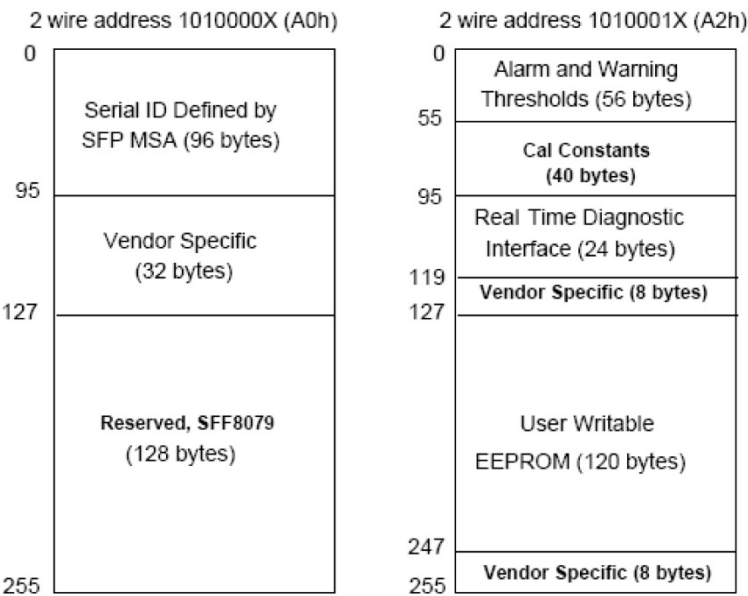 2 wire address 1010000X (A0h)
0
Serial ID Defined by
SFP MSA (96 bytes)
95
Vendor Specific
(32 bytes)
127
Reserved, SFF8079
(128 bytes)
255
2 wire address 1010001X (A2h)
0
Alarm and Warning
Thresholds (56 bytes)
55
Cal Constants
(40 bytes)
95
Real Time Diagnostic
Interface (24 bytes)
119
Vendor Specific (8 bytes)
127
User Writable
EEPROM (120 bytes)
247
Vendor Specific (8 bytes)
255